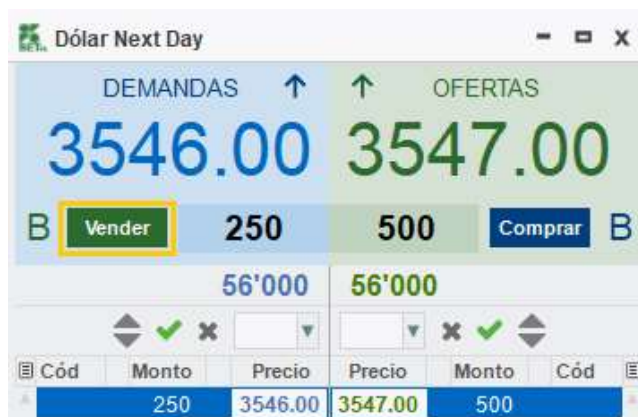 Dólar Next Day
DEMANDAS OFERTAS
3546.00 3547.00
B Vender 250 500 Comprar B
56'000 56'000
Cód Monto Precio Precio Monto Cód
250 3546.00 3547.00 500